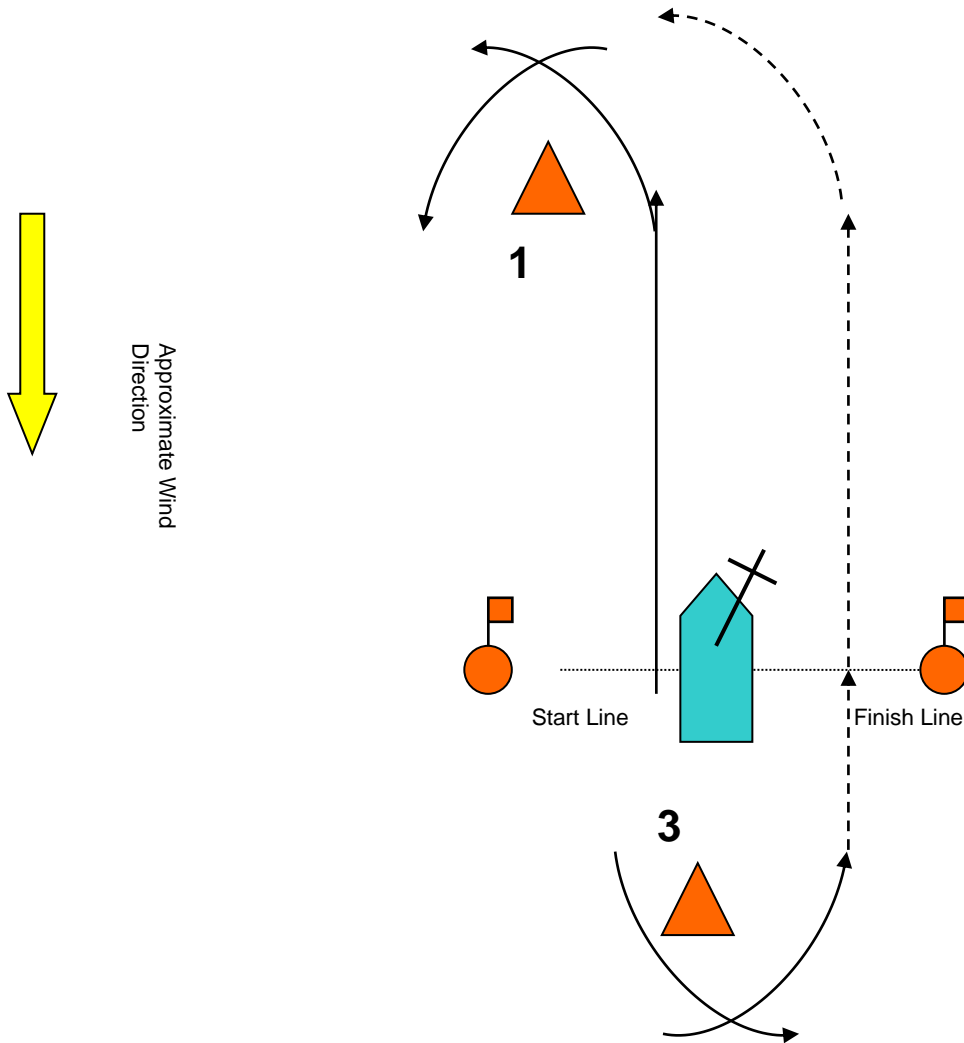 1
Approximate Wind
Direction
Start Line
Finish Line
3